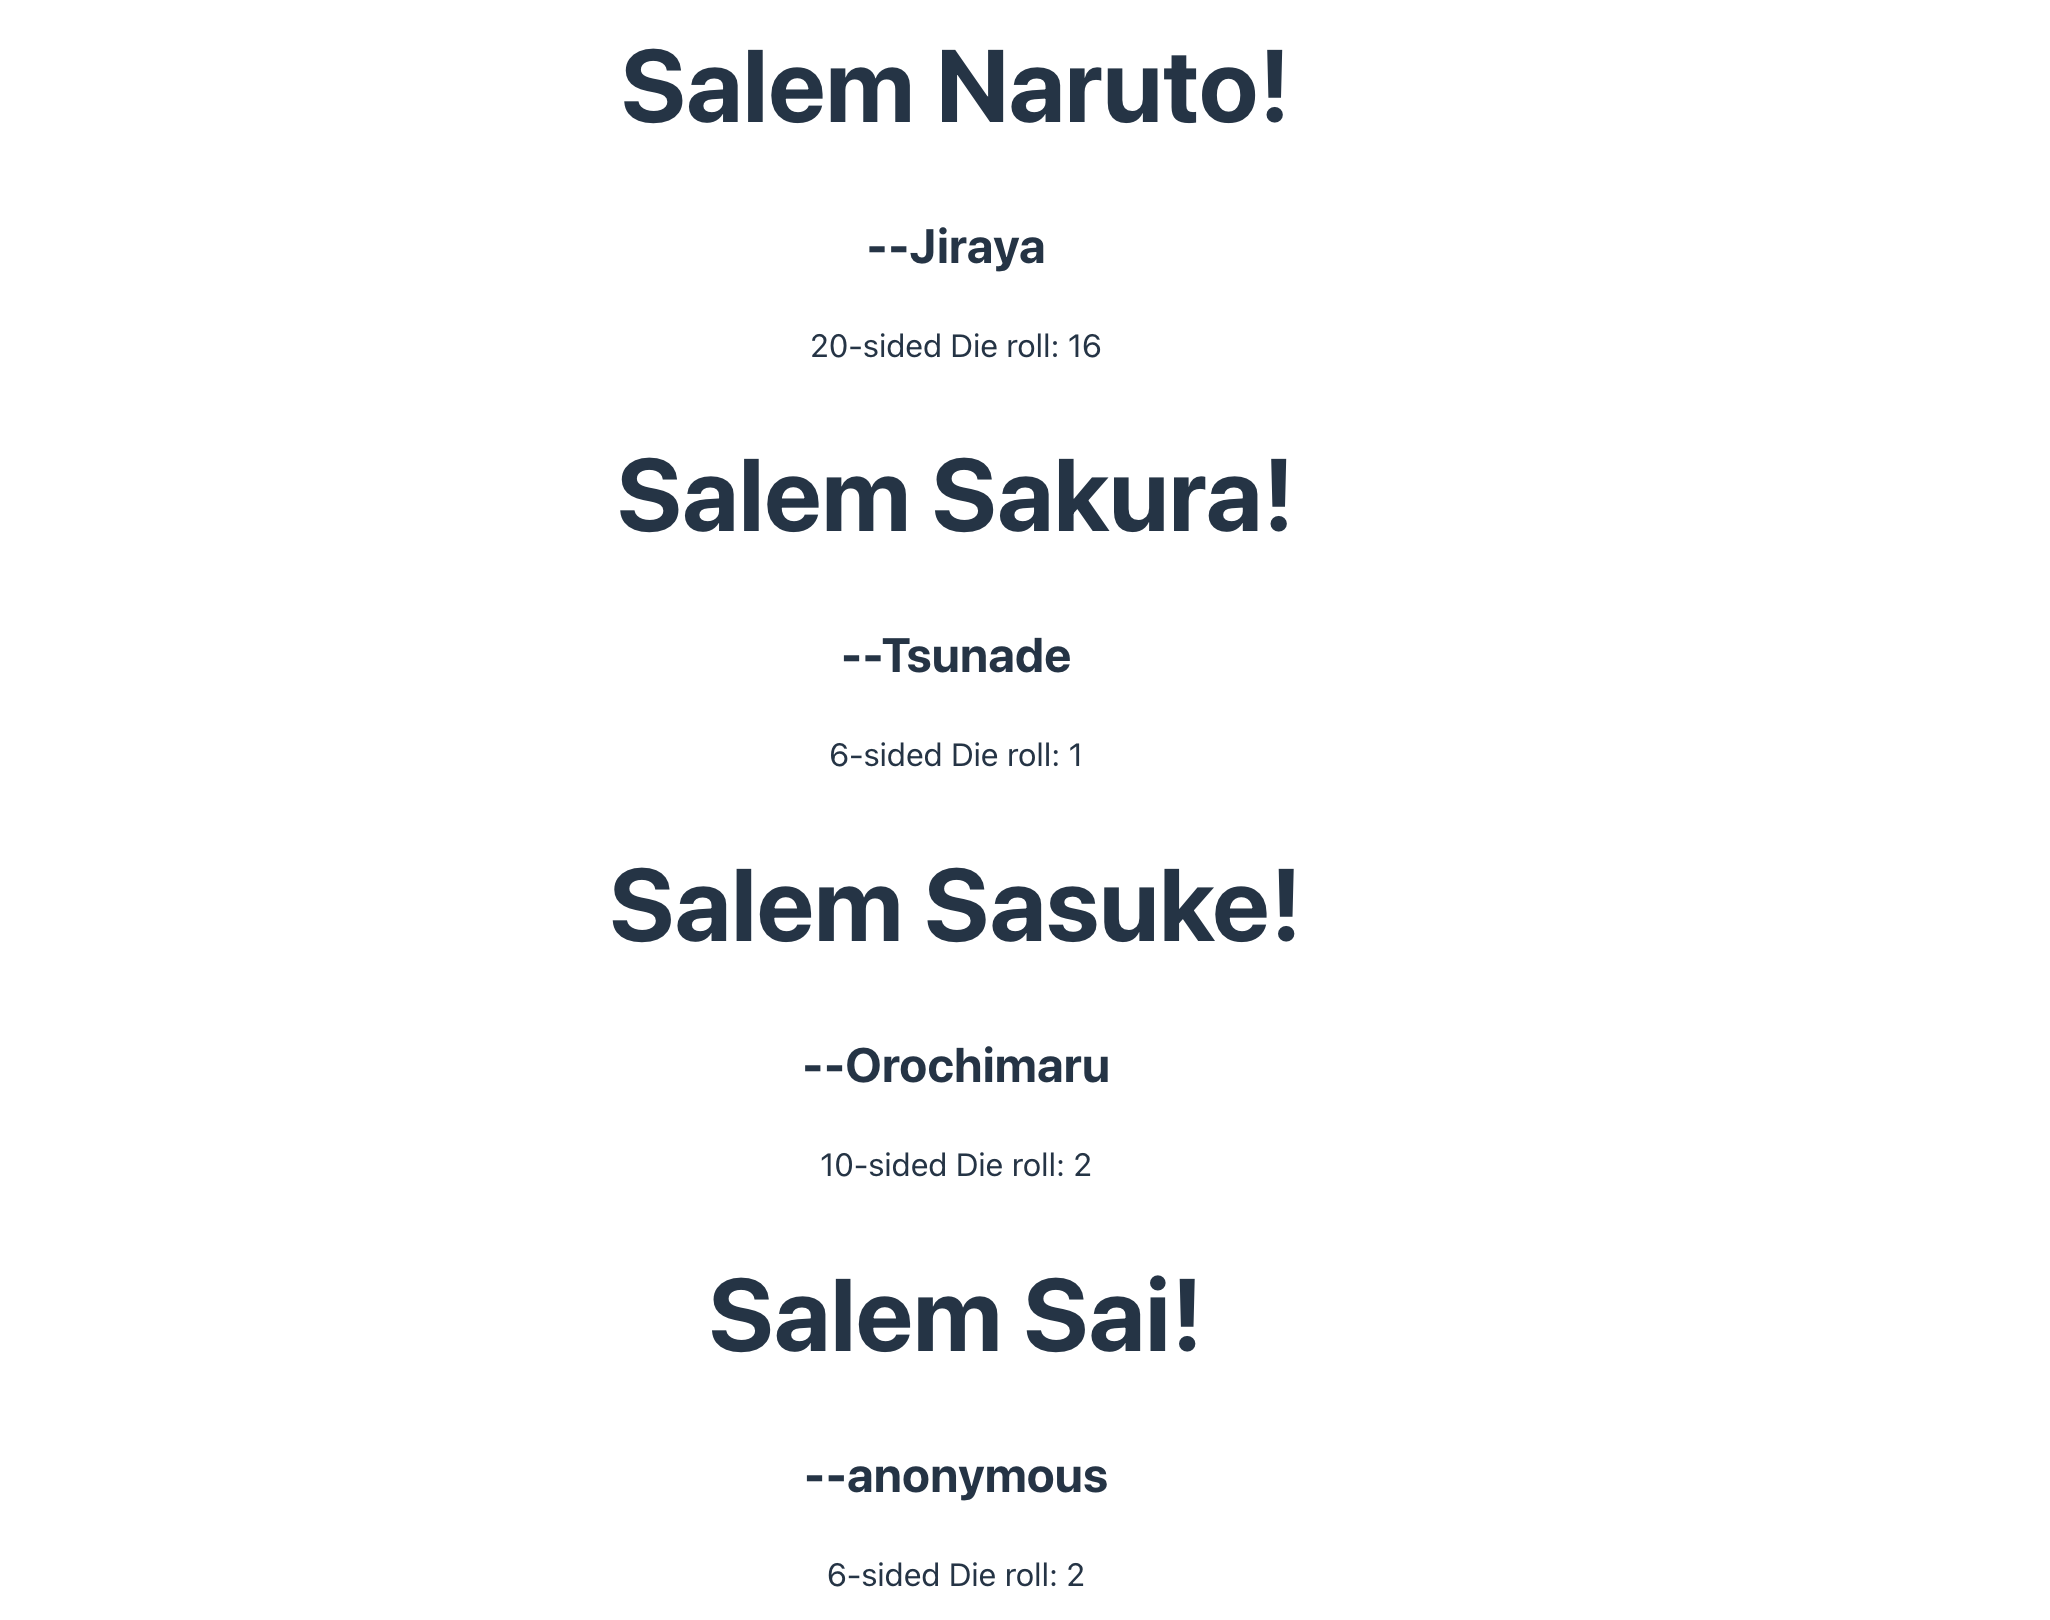 Salem Naruto!
--Jiraya
20-sided Die roll: 16
Salem Sakura!
--Tsunade
6-sided Die roll: 1
Salem Sasuke!
--Orochimaru
10-sided Die roll: 2
Salem Sai!
--anonymous
6-sided Die roll: 2